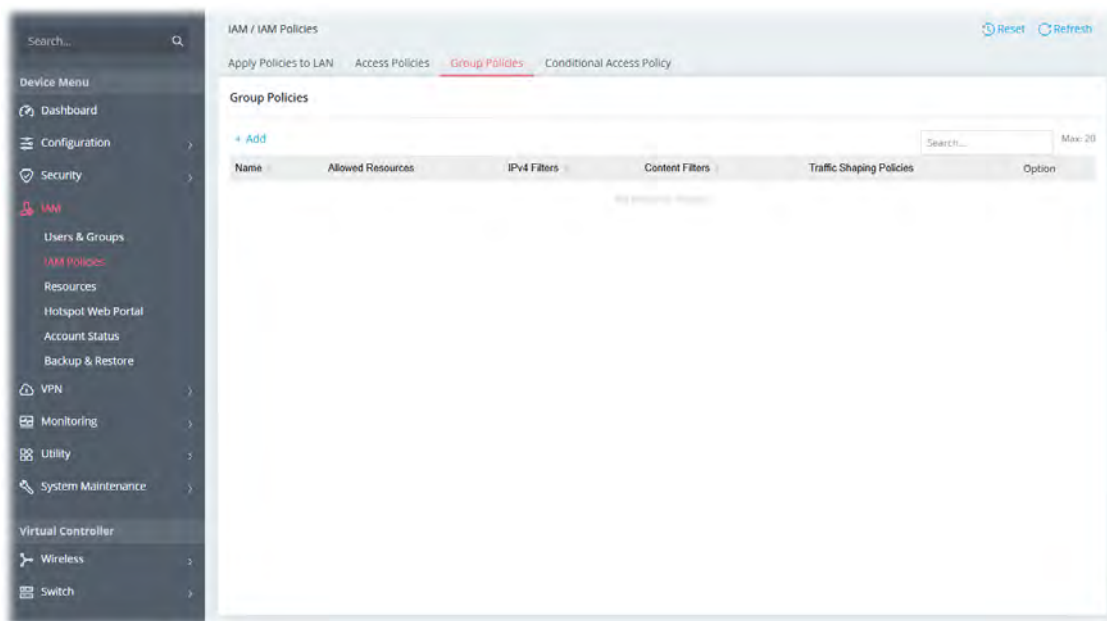 Search...
Device Menu
Dashboard
Configuration
Security
IAM
Users & Groups
IAM Policies
Resources
Hotspot Web Portal
Account Status
Backup & Restore
VPN
Monitoring
Utility
System Maintenance
Virtual Controller
Wireless
Switch
IAM / IAM Policies
Reset
Refresh
Apply Policies to LAN Access Policies Group Policies Conditional Access Policy
Group Policies
+ Add
Search...
Max: 20
Name Allowed Resources IPv4 Filters Content Filters Traffic Shaping Policies Option